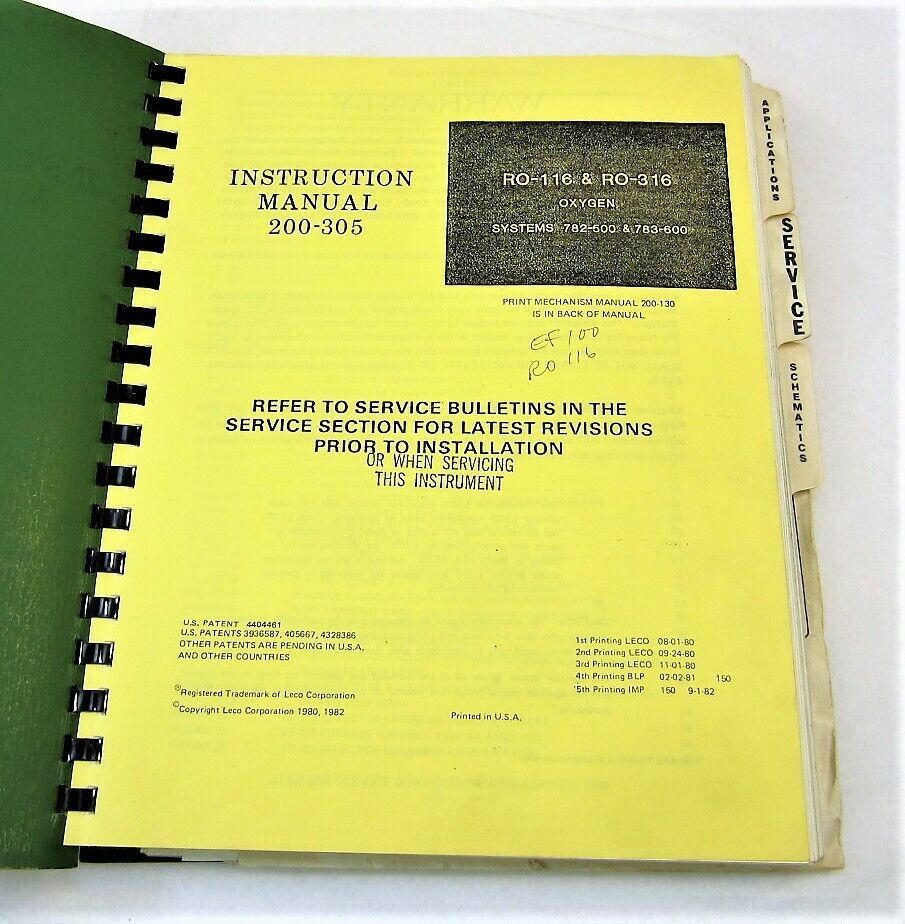 INSTRUCTION
MANUAL
200-305
RO-116 & RO-316
OXYGEN
SYSTEMS 782-600 & 783-600
PRINT MECHANISM MANUAL 200-130
IS IN BACK OF MANUAL
EF100
RO 116
REFER TO SERVICE BULLETINS IN THE
SERVICE SECTION FOR LATEST REVISIONS
PRIOR TO INSTALLATION
OR WHEN SERVICING
THIS INSTRUMENT
U.S. PATENT 4404461
U.S. PATENTS 3936587, 405667, 4328386
OTHER PATENTS ARE PENDING IN U.S.A.
AND OTHER COUNTRIES
®Registered Trademark of Leco Corporation
©Copyright Leco Corporation 1980, 1982
Printed in U.S.A.
1st Printing LECO 08-01-80
2nd Printing LECO 09-24-80
3rd Printing LECO 11-01-80
4th Printing BLP 02-02-81 150
5th Printing IMP 150 9-1-82
APPLICATIONS
SERVICE
SCHEMATICS